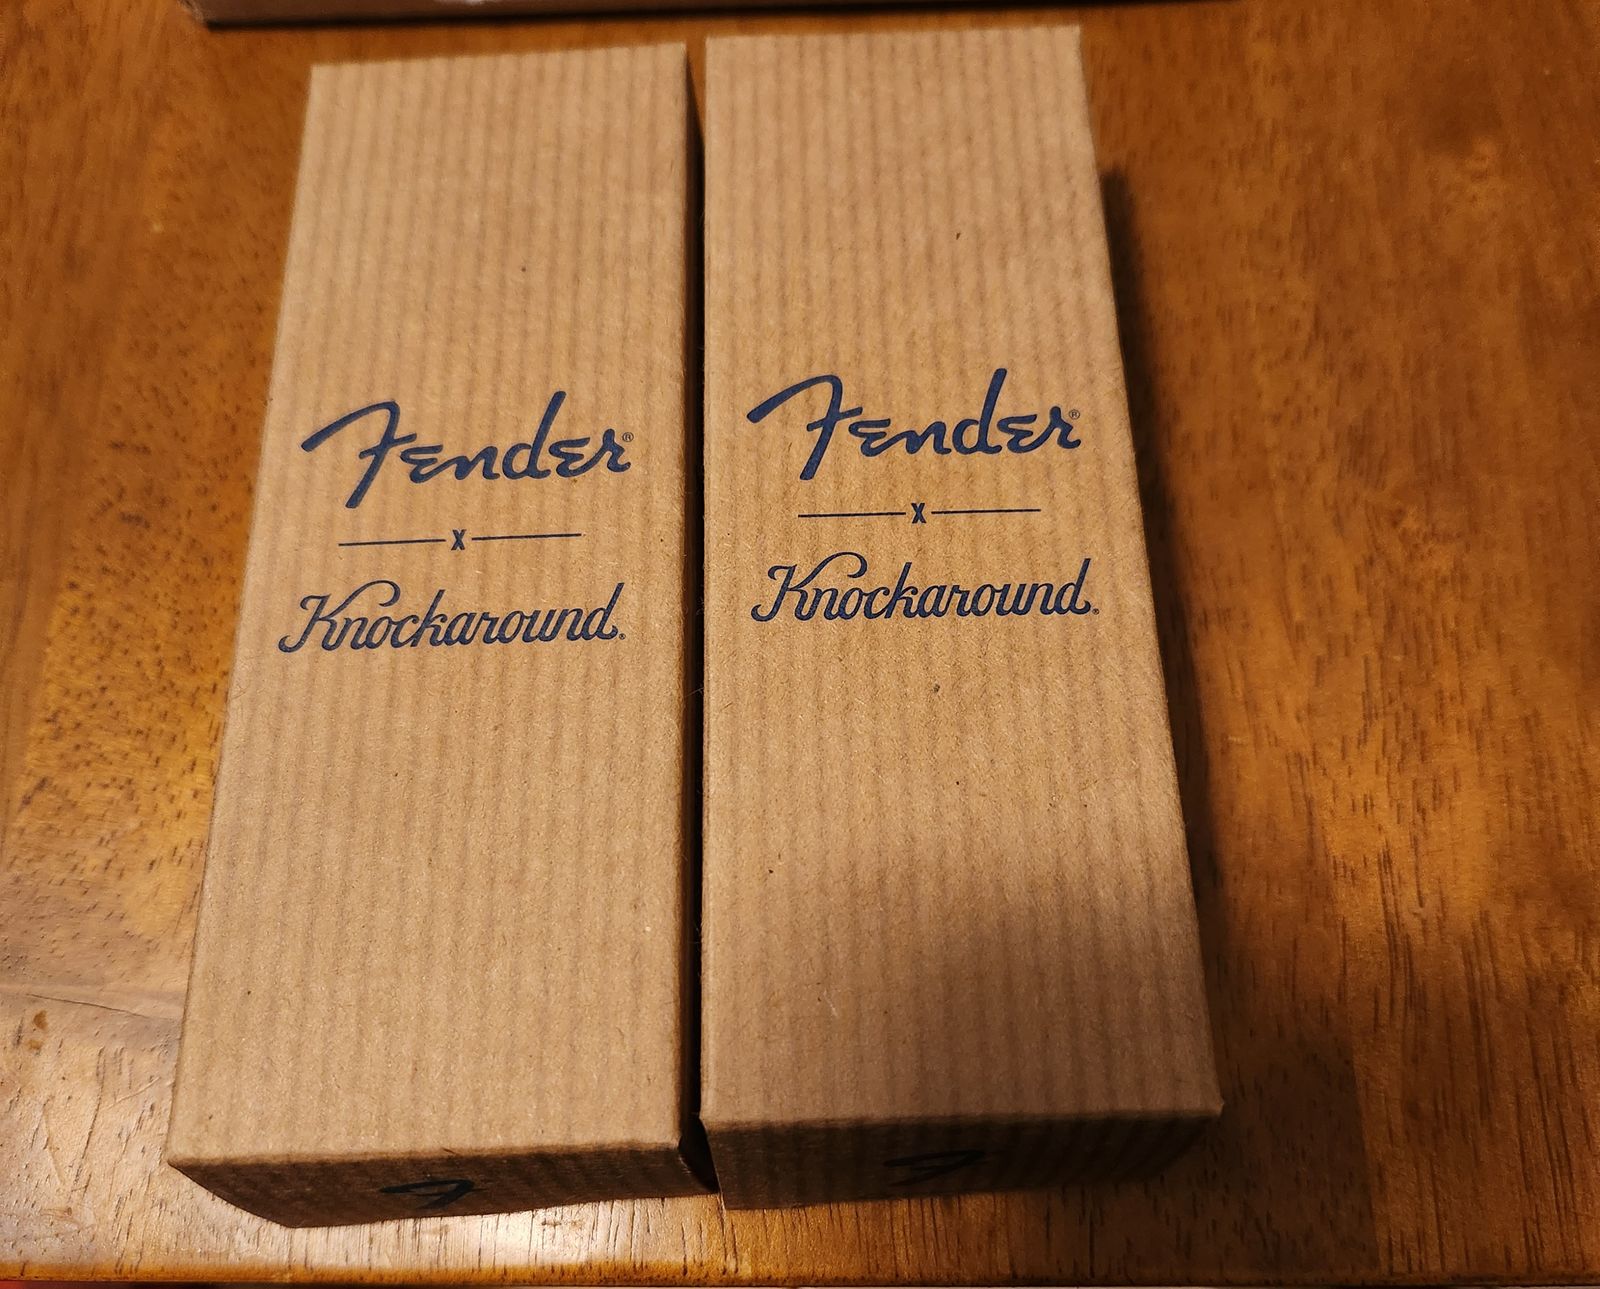 Fender®
X
Knockaround.
Fender®
X
Knockaround.
F
F